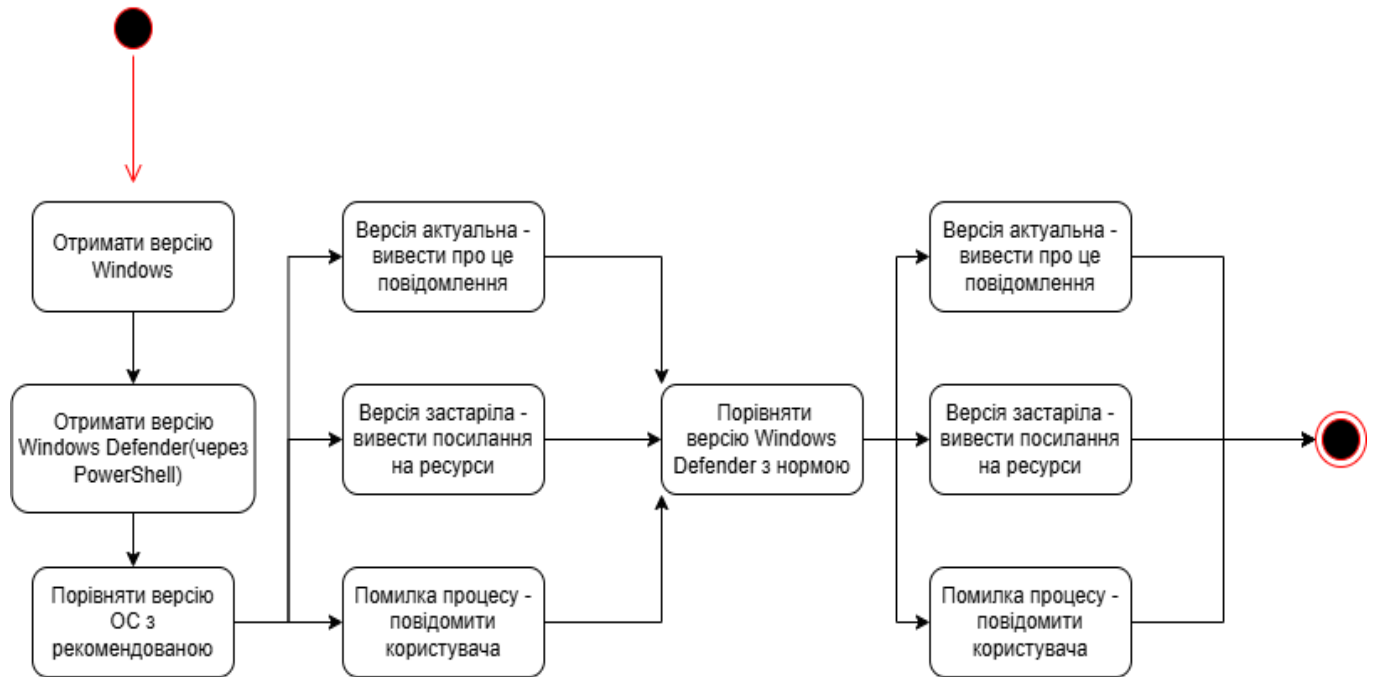 Отримати версію
Windows
Отримати версію
Windows Defender(через
PowerShell)
Порівняти версію
ОС з
рекомендованою
Версія актуальна -
вивести про це
повідомлення
Версія застаріла -
вивести посилання
на ресурси
Помилка процесу -
повідомити
користувача
Порівняти
версію Windows
Defender з нормою
Версія актуальна -
вивести про це
повідомлення
Версія застаріла -
вивести посилання
на ресурси
Помилка процесу -
повідомити
користувача